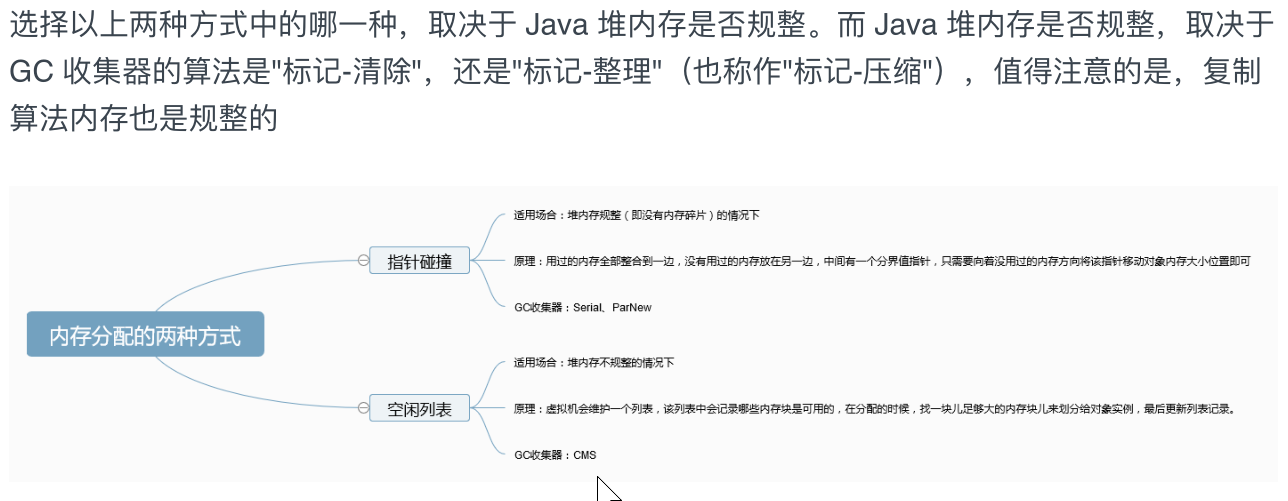 选择以上两种方式中的哪一种，取决于 Java 堆内存是否规整。而 Java 堆内存是否规整，取决于
GC 收集器的算法是"标记-清除"，还是"标记-整理"（也称作"标记-压缩"），值得注意的是，复制
算法内存也是规整的
适用场合：堆内存规整（即没有内存碎片）的情况下
指针碰撞
原理：用过的内存全部整合到一边，没有用过的内存放在另一边，中间有一个分界值指针，只需要向着没用过的内存方向将该指针移动对象内存大小位置即可
GC收集器：Serial、ParNew
内存分配的两种方式
适用场合：堆内存不规整的情况下
空闲列表
原理：虚拟机会维护一个列表，该列表中会记录哪些内存块是可用的，在分配的时候，找一块儿足够大的内存块儿来划分给对象实例，最后更新列表记录。
GC收集器：CMS